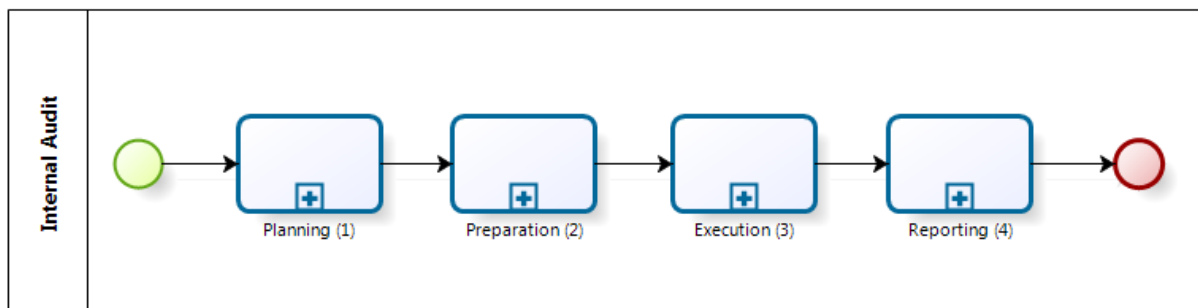 Internal Audit
Planning (1)
Preparation (2)
Execution (3)
Reporting (4)